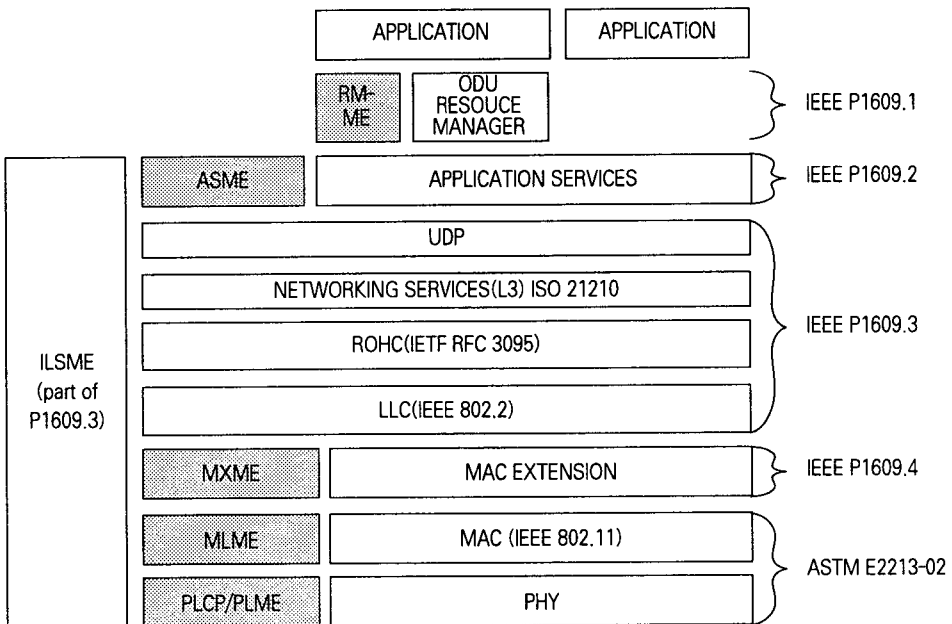 APPLICATION
APPLICATION
RM-
ME
ODU
RESOUCE
MANAGER
IEEE P1609.1
ASME
APPLICATION SERVICES
IEEE P1609.2
UDP
NETWORKING SERVICES(L3) ISO 21210
ROHC(IETF RFC 3095)
LLC(IEEE 802.2)
IEEE P1609.3
ILSME
(part of
P1609.3)
MXME
MAC EXTENSION
IEEE P1609.4
MLME
MAC (IEEE 802.11)
PLCP/PLME
PHY
ASTM E2213-02